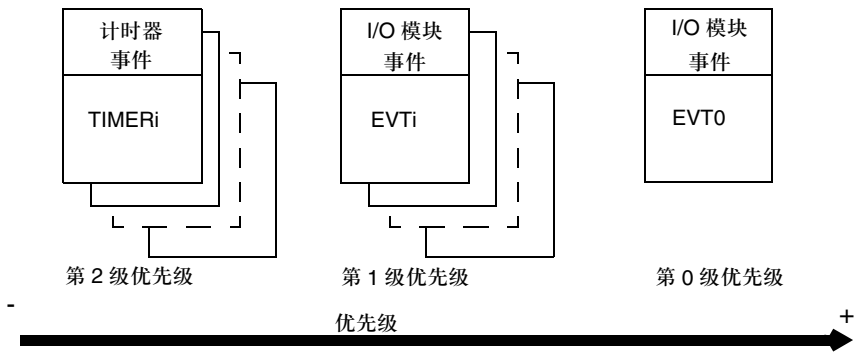 计时器
事件
TIMERi
第 2 级优先级
I/O 模块
事件
EVTi
第 1 级优先级
I/O 模块
事件
EVT0
第 0 级优先级
-
优先级
+